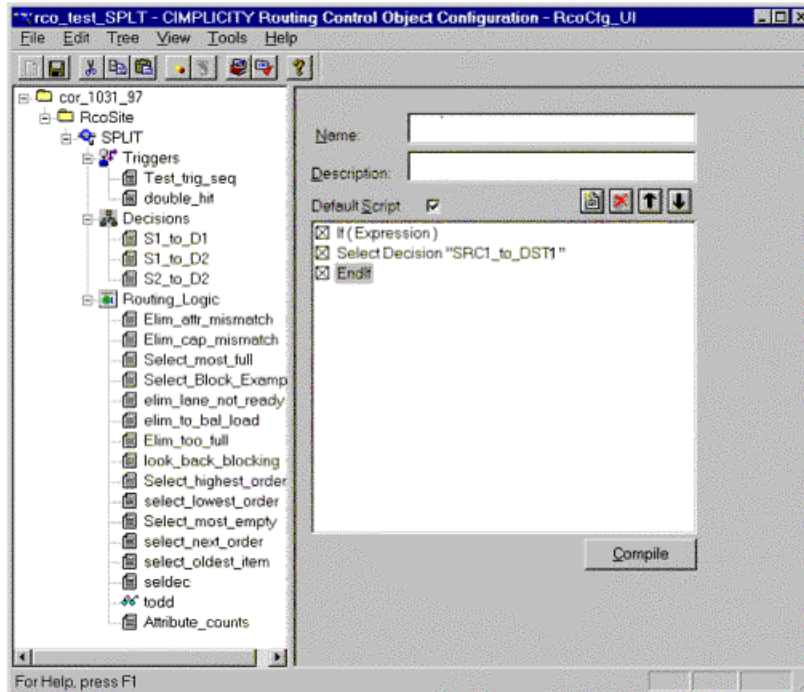 rco_test_SPLT - CIMPLICITY Routing Control Object Configuration - RcoCfg_UI
File Edit Tree View Tools Help
cor_1031_97
RcoSite
SPLIT
Triggers
Test_trig_seq
double_hit
Decisions
S1_to_D1
S1_to_D2
S2_to_D2
Routing_Logic
Elim_attr_mismatch
Elim_cap_mismatch
Select_most_full
Select_Block_Examp
elim_lane_not_ready
elim_to_bal_load
Elim_too_full
look_back_blocking
Select_highest_order
select_lowest_order
Select_most_empty
select_next_order
select_oldest_item
seldec
todd
Attribute_counts
Name:
Description:
Default Script
If ( Expression )
Select Decision "SRC1_to_DST1"
EndIf
Compile
For Help, press F1